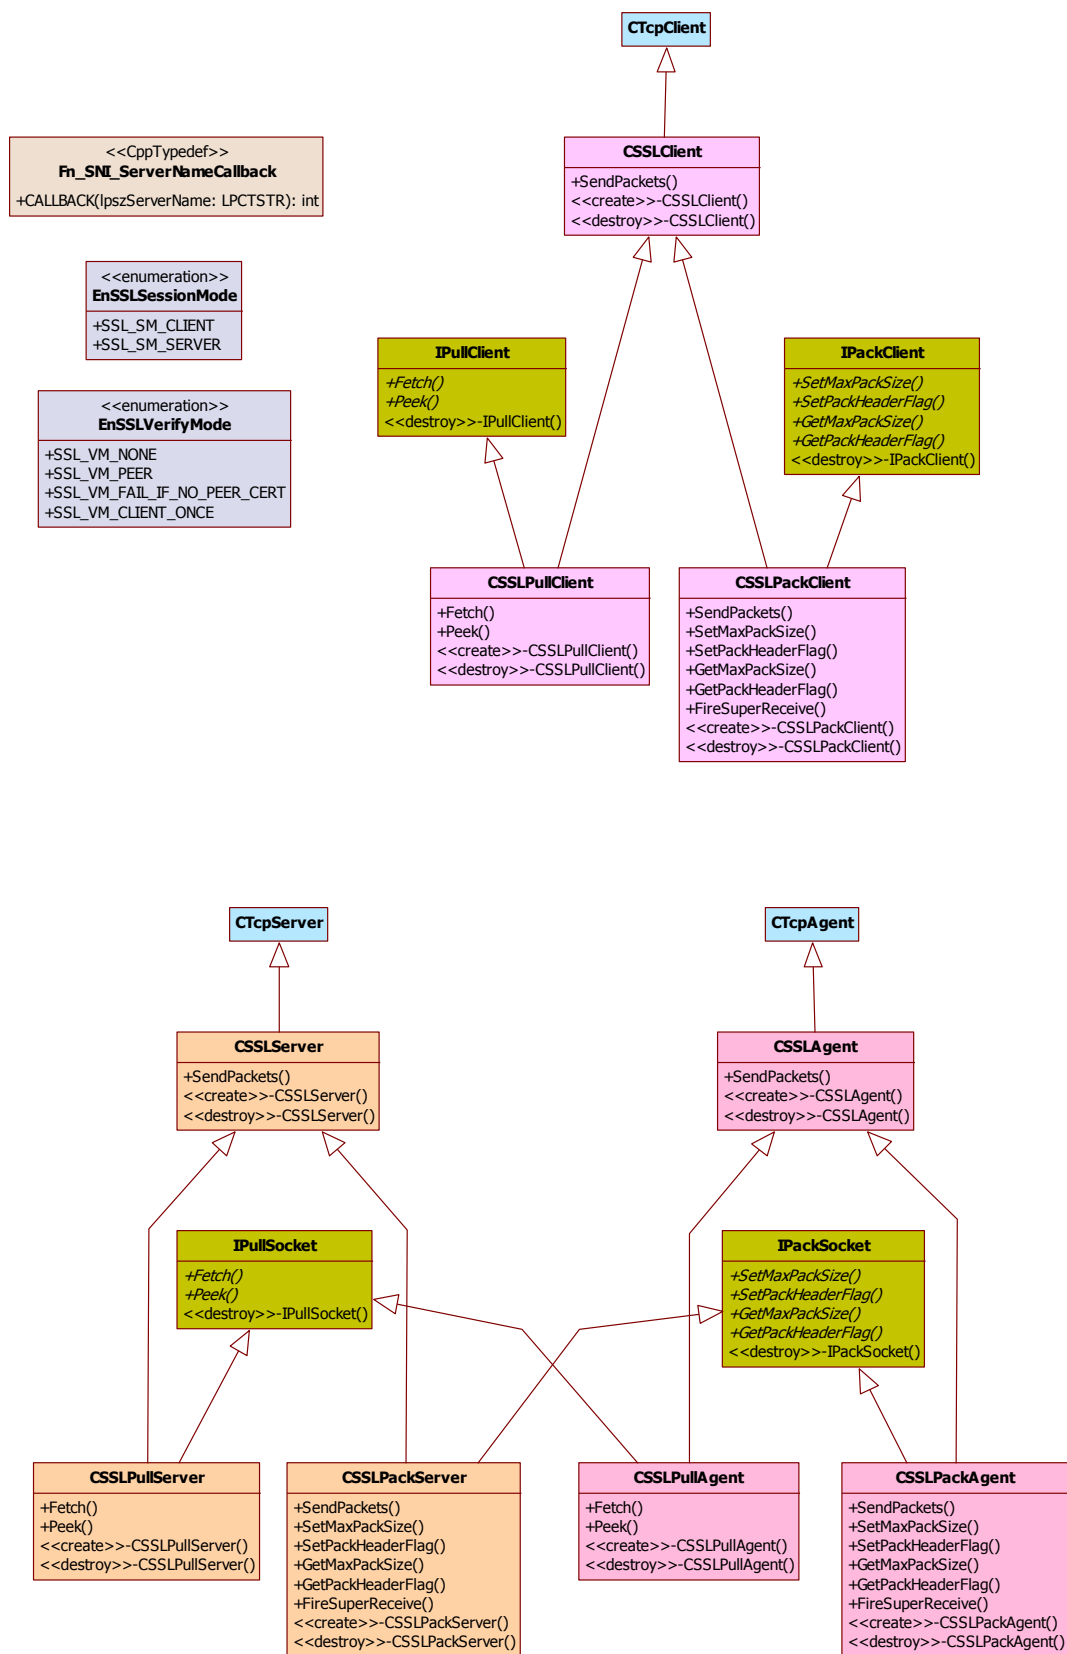 CTcpClient
<<CppTypedef>>
Fn_SNI_ServerNameCallback
+CALLBACK(lpszServerName: LPCTSTR): int
CSSLClient
+SendPackets()
<<create>>-CSSLClient()
<<destroy>>-CSSLClient()
<<enumeration>>
EnSSLSessionMode
+SSL_SM_CLIENT
+SSL_SM_SERVER
IPullClient
+Fetch()
+Peek()
<<destroy>>-IPullClient()
IPackClient
+SetMaxPackSize()
+SetPackHeaderFlag()
+GetMaxPackSize()
+GetPackHeaderFlag()
<<destroy>>-IPackClient()
<<enumeration>>
EnSSLVerifyMode
+SSL_VM_NONE
+SSL_VM_PEER
+SSL_VM_FAIL_IF_NO_PEER_CERT
+SSL_VM_CLIENT_ONCE
CSSLPullClient
+Fetch()
+Peek()
<<create>>-CSSLPullClient()
<<destroy>>-CSSLPullClient()
CSSLPackClient
+SendPackets()
+SetMaxPackSize()
+SetPackHeaderFlag()
+GetMaxPackSize()
+GetPackHeaderFlag()
+FireSuperReceive()
<<create>>-CSSLPackClient()
<<destroy>>-CSSLPackClient()
CTcpServer
CTcpAgent
CSSLServer
+SendPackets()
<<create>>-CSSLServer()
<<destroy>>-CSSLServer()
CSSLAgent
+SendPackets()
<<create>>-CSSLAgent()
<<destroy>>-CSSLAgent()
IPullSocket
+Fetch()
+Peek()
<<destroy>>-IPullSocket()
IPackSocket
+SetMaxPackSize()
+SetPackHeaderFlag()
+GetMaxPackSize()
+GetPackHeaderFlag()
<<destroy>>-IPackSocket()
CSSLPullServer
+Fetch()
+Peek()
<<create>>-CSSLPullServer()
<<destroy>>-CSSLPullServer()
CSSLPackServer
+SendPackets()
+SetMaxPackSize()
+SetPackHeaderFlag()
+GetMaxPackSize()
+GetPackHeaderFlag()
+FireSuperReceive()
<<create>>-CSSLPackServer()
<<destroy>>-CSSLPackServer()
CSSLPullAgent
+Fetch()
+Peek()
<<create>>-CSSLPullAgent()
<<destroy>>-CSSLPullAgent()
CSSLPackAgent
+SendPackets()
+SetMaxPackSize()
+SetPackHeaderFlag()
+GetMaxPackSize()
+GetPackHeaderFlag()
+FireSuperReceive()
<<create>>-CSSLPackAgent()
<<destroy>>-CSSLPackAgent()